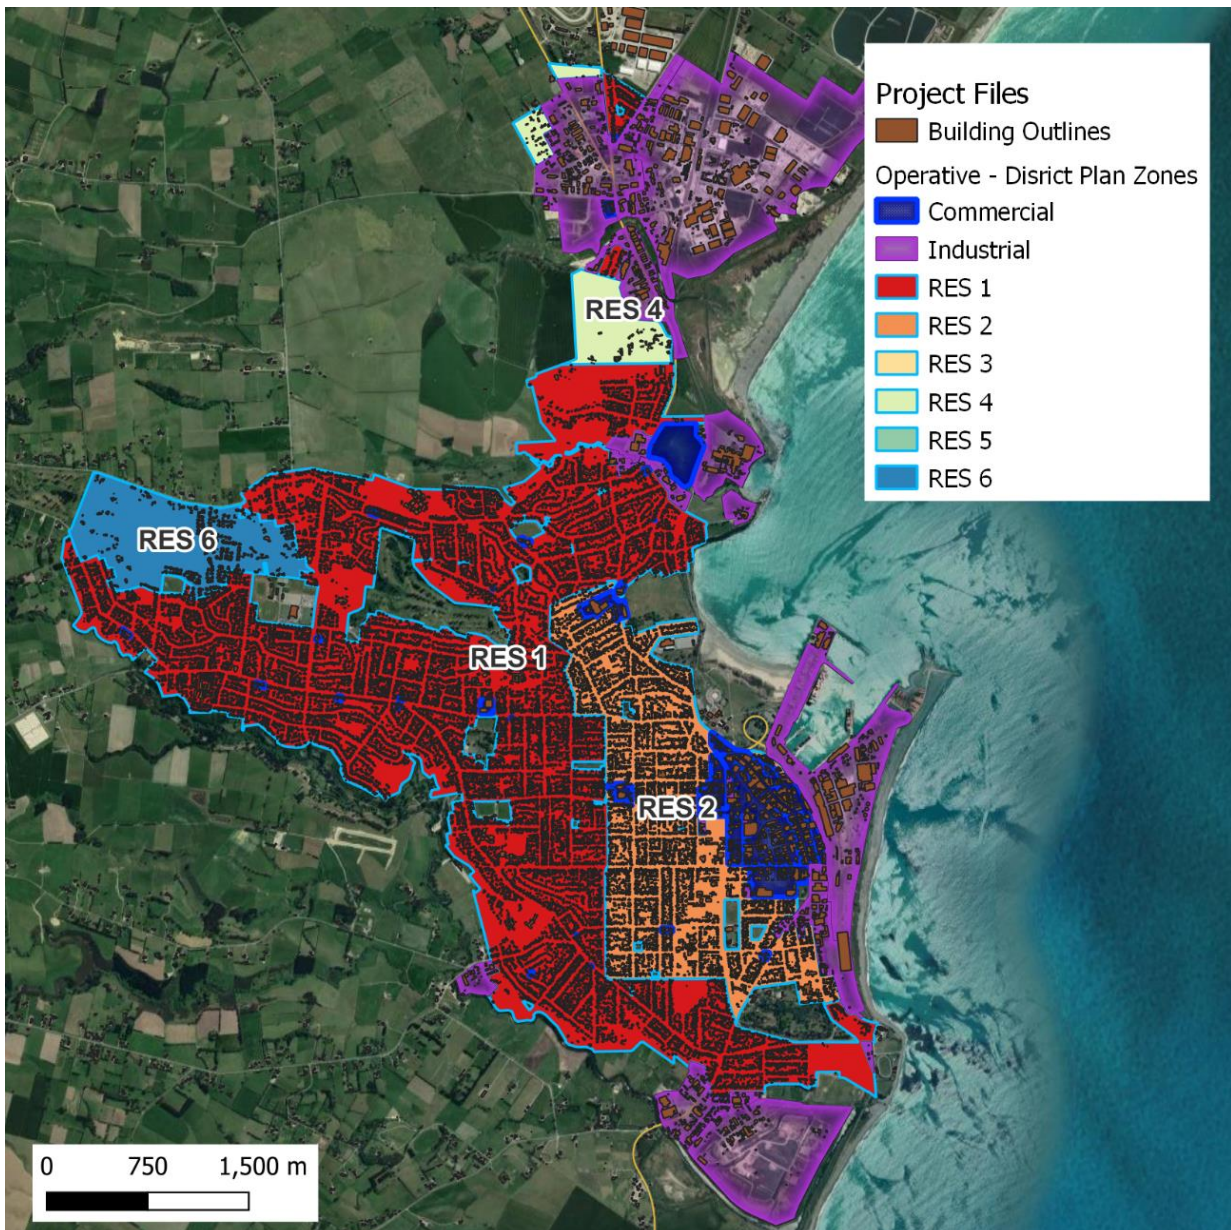 Project Files
Building Outlines
Operative - Disrict Plan Zones
Commercial
Industrial
RES 1
RES 2
RES 3
RES 4
RES 5
RES 6
RES 4
RES 6
RES 1
RES 2
0 750 1,500 m